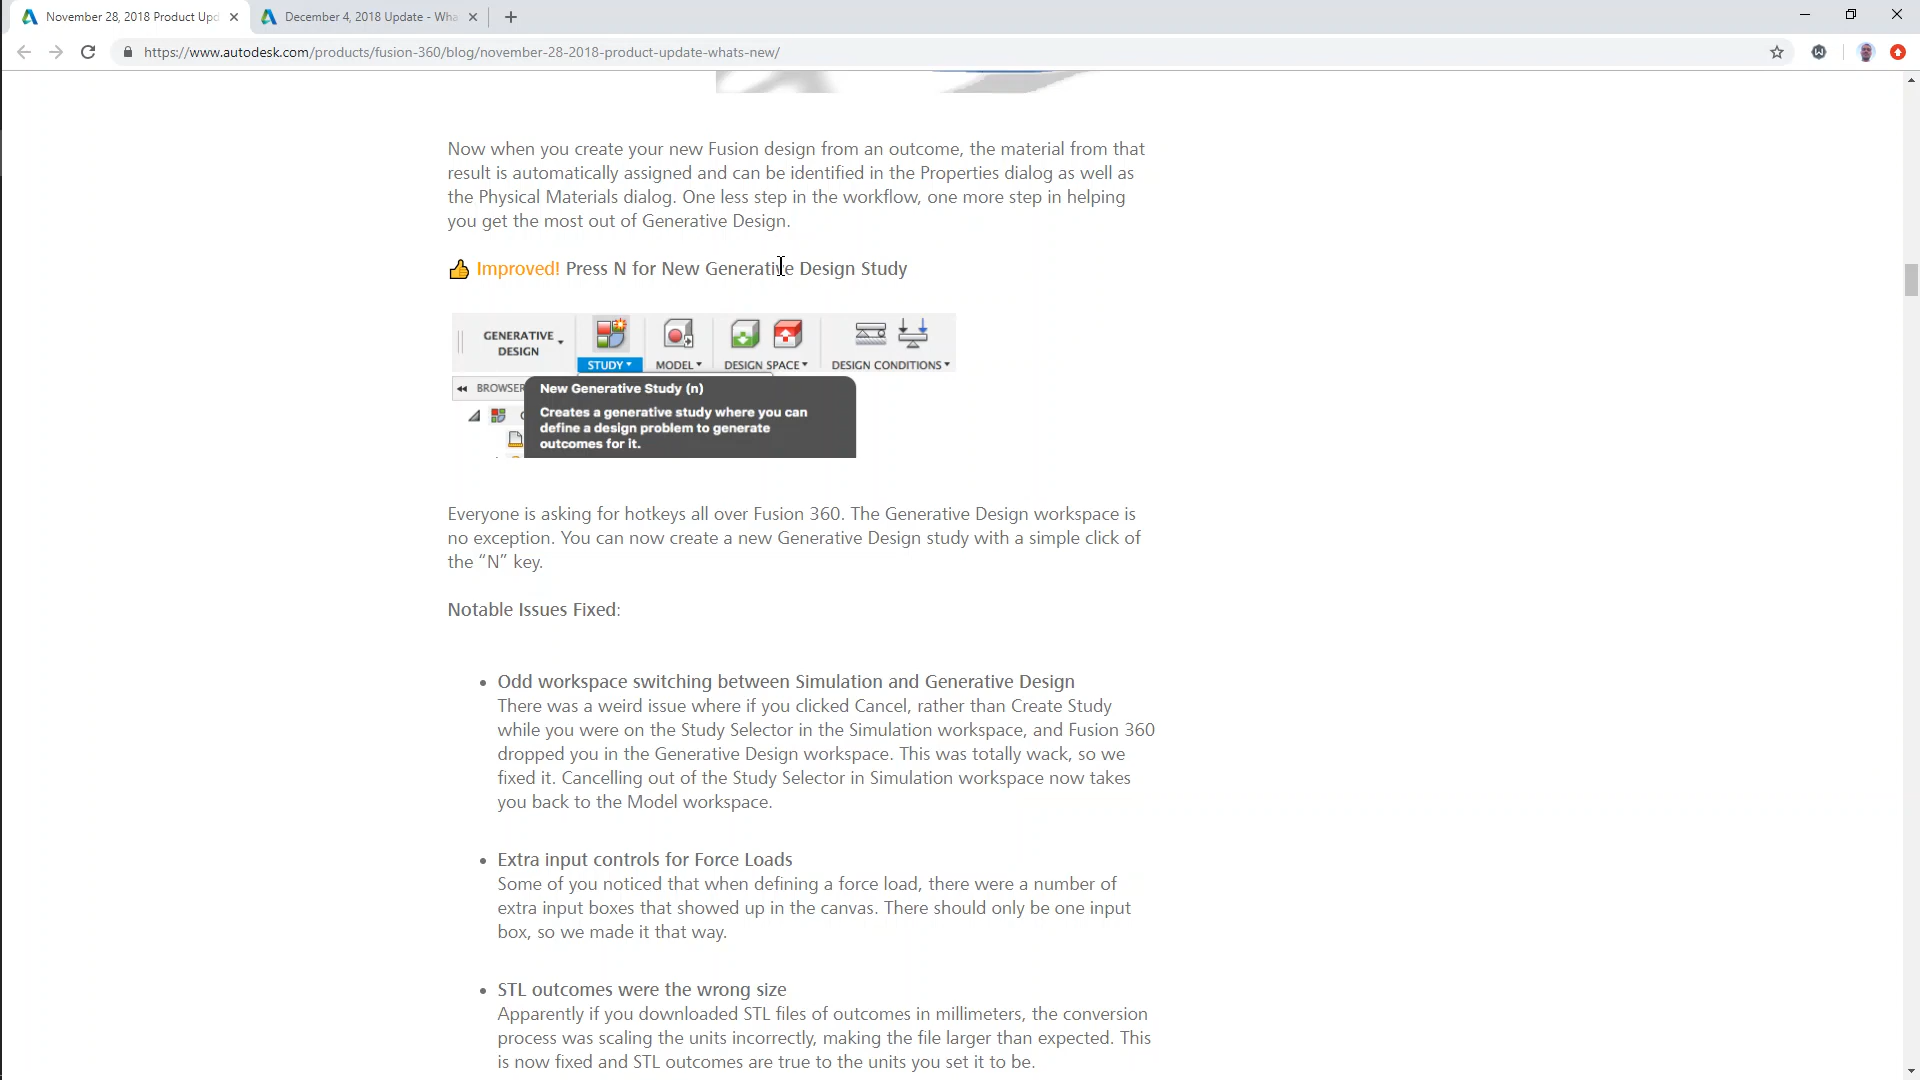 November 28, 2018 Product Upd
December 4, 2018 Update - Wha
https://www.autodesk.com/products/fusion-360/blog/november-28-2018-product-update-whats-new/
Now when you create your new Fusion design from an outcome, the material from that
result is automatically assigned and can be identified in the Properties dialog as well as
the Physical Materials dialog. One less step in the workflow, one more step in helping
you get the most out of Generative Design.
Improved! Press N for New Generative Design Study
GENERATIVE
DESIGN
STUDY
MODEL
DESIGN SPACE
DESIGN CONDITIONS
BROWSER
New Generative Study (n)
Creates a generative study where you can
define a design problem to generate
outcomes for it.
Everyone is asking for hotkeys all over Fusion 360. The Generative Design workspace is
no exception. You can now create a new Generative Design study with a simple click of
the “N” key.
Notable Issues Fixed:
• Odd workspace switching between Simulation and Generative Design
There was a weird issue where if you clicked Cancel, rather than Create Study
while you were on the Study Selector in the Simulation workspace, and Fusion 360
dropped you in the Generative Design workspace. This was totally wack, so we
fixed it. Cancelling out of the Study Selector in Simulation workspace now takes
you back to the Model workspace.
• Extra input controls for Force Loads
Some of you noticed that when defining a force load, there were a number of
extra input boxes that showed up in the canvas. There should only be one input
box, so we made it that way.
• STL outcomes were the wrong size
Apparently if you downloaded STL files of outcomes in millimeters, the conversion
process was scaling the units incorrectly, making the file larger than expected. This
is now fixed and STL outcomes are true to the units you set it to be.